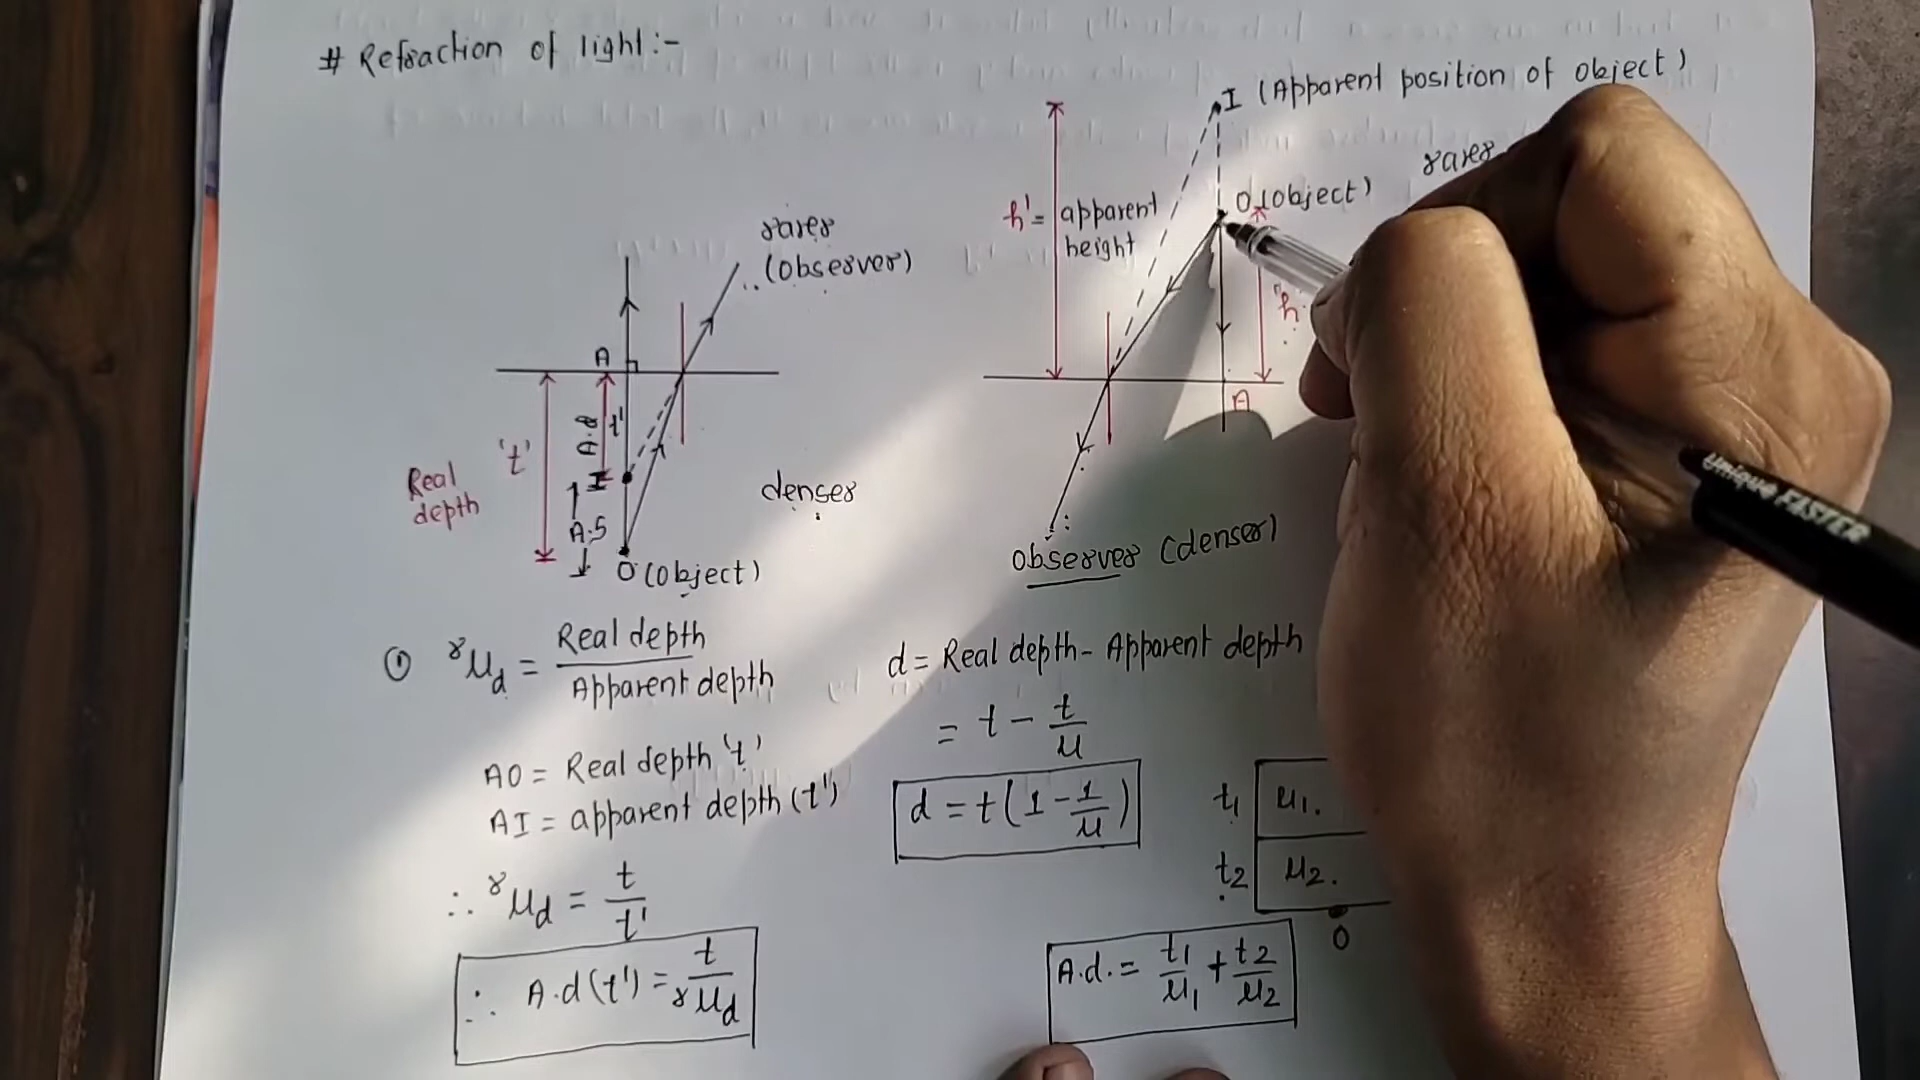 # Refraction of light:-
I (Apparent position of object)
rarer
O (Object)
h' = apparent
height
'h'
A
Observer (denser)
rarer
(Observer)
A
't'
Real
depth
t'
I
A.S
O (Object)
denser
① ʳμd = Real depth / Apparent depth
AO = Real depth 't'
AI = apparent depth (t')
∴ ʳμd = t / t'
∴ A.d (t') = t / ʳμd
d = Real depth - Apparent depth
= t - t/μ
d = t (1 - 1/μ)
t1 μ1.
t2 μ2.
O
A.d. = t1/μ1 + t2/μ2
Unique FASTER